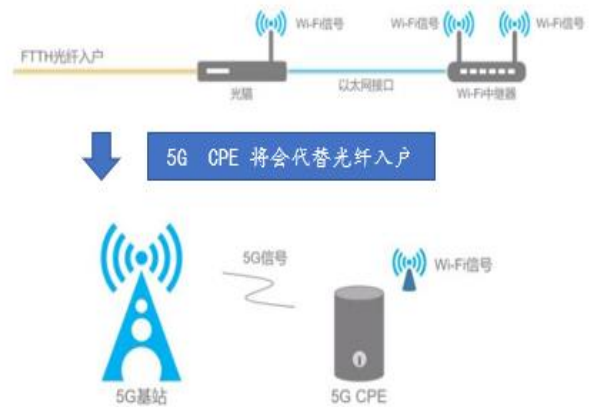 Wi-Fi信号 Wi-Fi信号 Wi-Fi信号
FTTH光纤入户
以太网接口
光猫 Wi-Fi中继器
5G CPE 将会代替光纤入户
5G信号
Wi-Fi信号
5G基站 5G CPE